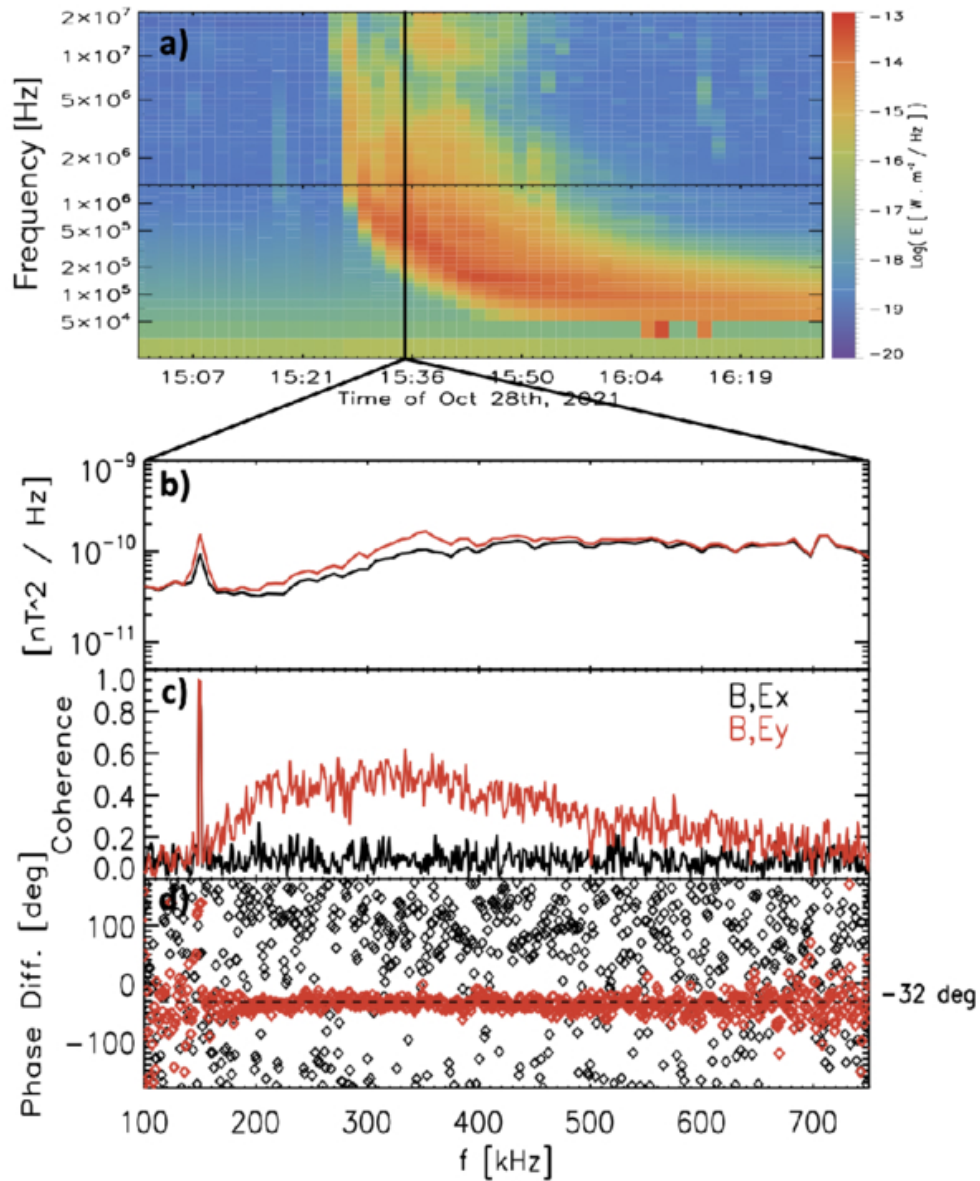 a)
Frequency [Hz]
2×10⁷
1×10⁷
5×10⁶
2×10⁶
1×10⁶
5×10⁵
2×10⁵
1×10⁵
5×10⁴
15:07 15:21 15:36 15:50 16:04 16:19
Time of Oct 28th, 2021
-13
-14
-15
-16
-17
-18
-19
-20
Log( E [ W . m⁻² / Hz ] )
b)
[nT^2 / Hz]
10⁻⁹
10⁻¹⁰
10⁻¹¹
c)
Coherence
1.0
0.8
0.6
0.4
0.2
0.0
B,Ex
B,Ey
d)
Phase Diff. [deg]
100
0
-100
-32 deg
100 200 300 400 500 600 700
f [kHz]